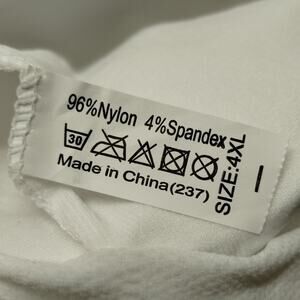 96%Nylon 4%Spandex
30
Made in China(237)
SIZE:4XL